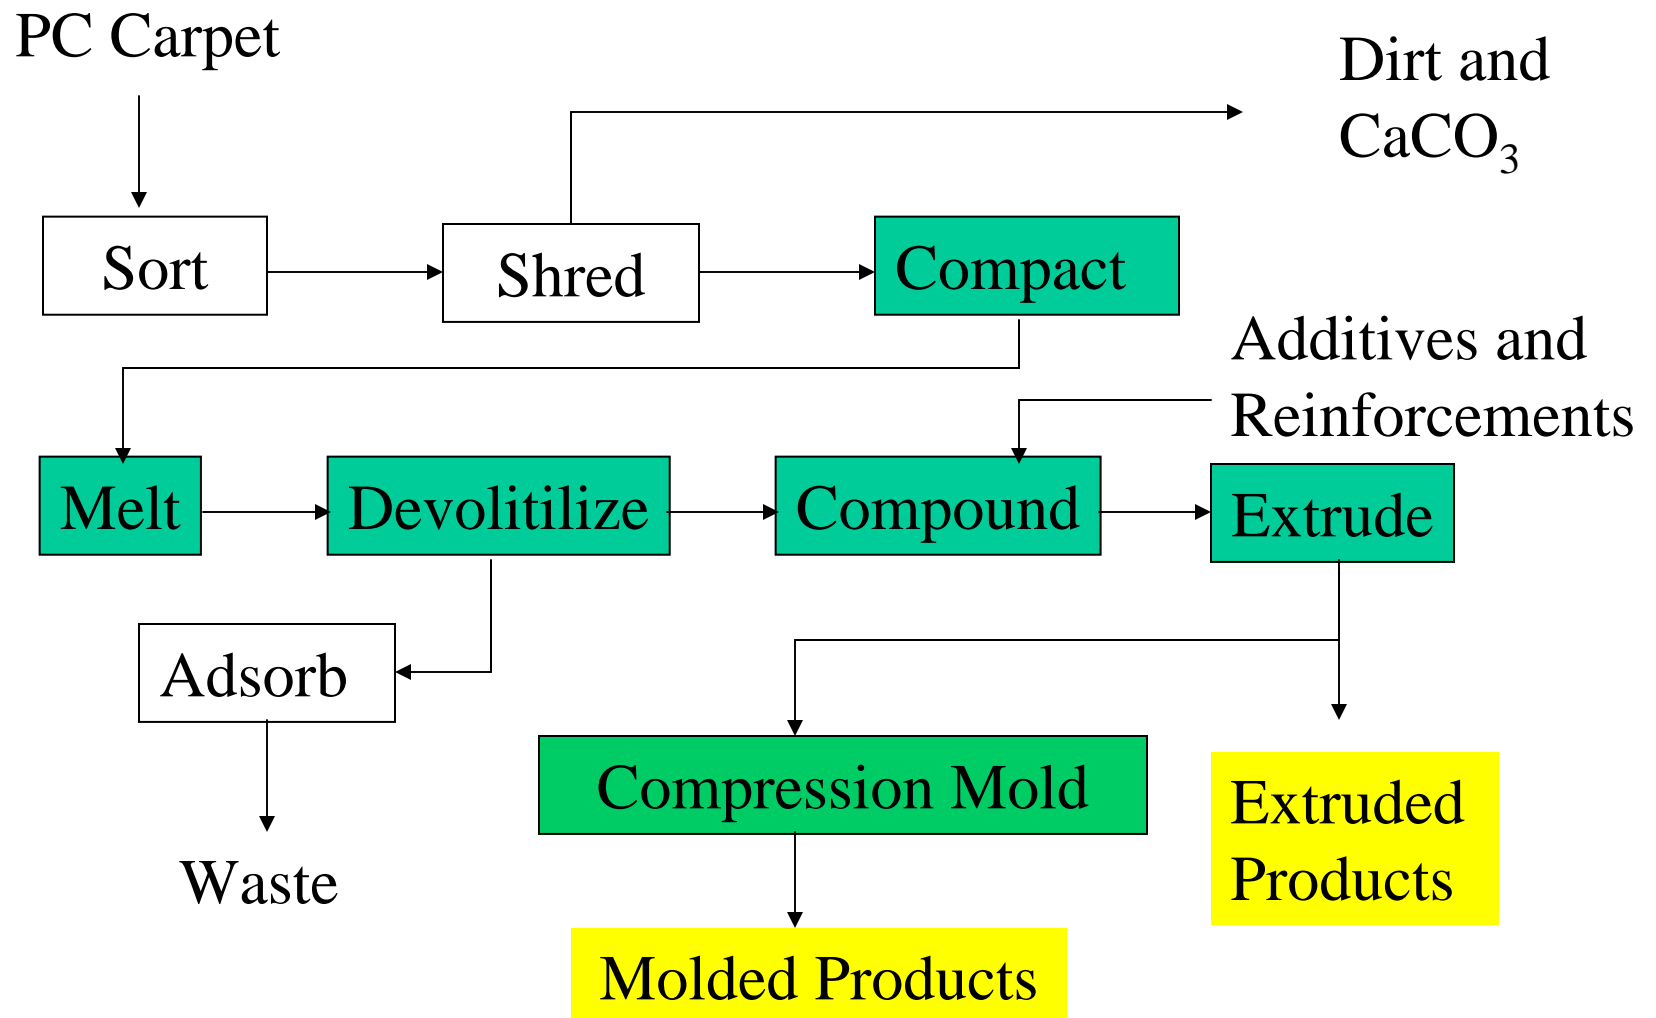 PC Carpet
Dirt and
CaCO₃
Sort
Shred
Compact
Additives and
Reinforcements
Melt
Devolitilize
Compound
Extrude
Adsorb
Compression Mold
Extruded
Products
Waste
Molded Products